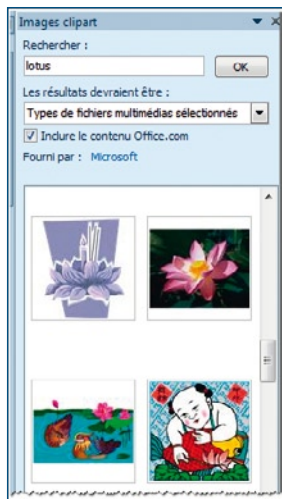 Images clipart
Rechercher :
lotus
OK
Les résultats devraient être :
Types de fichiers multimédias sélectionnés
Inclure le contenu Office.com
Fourni par : Microsoft